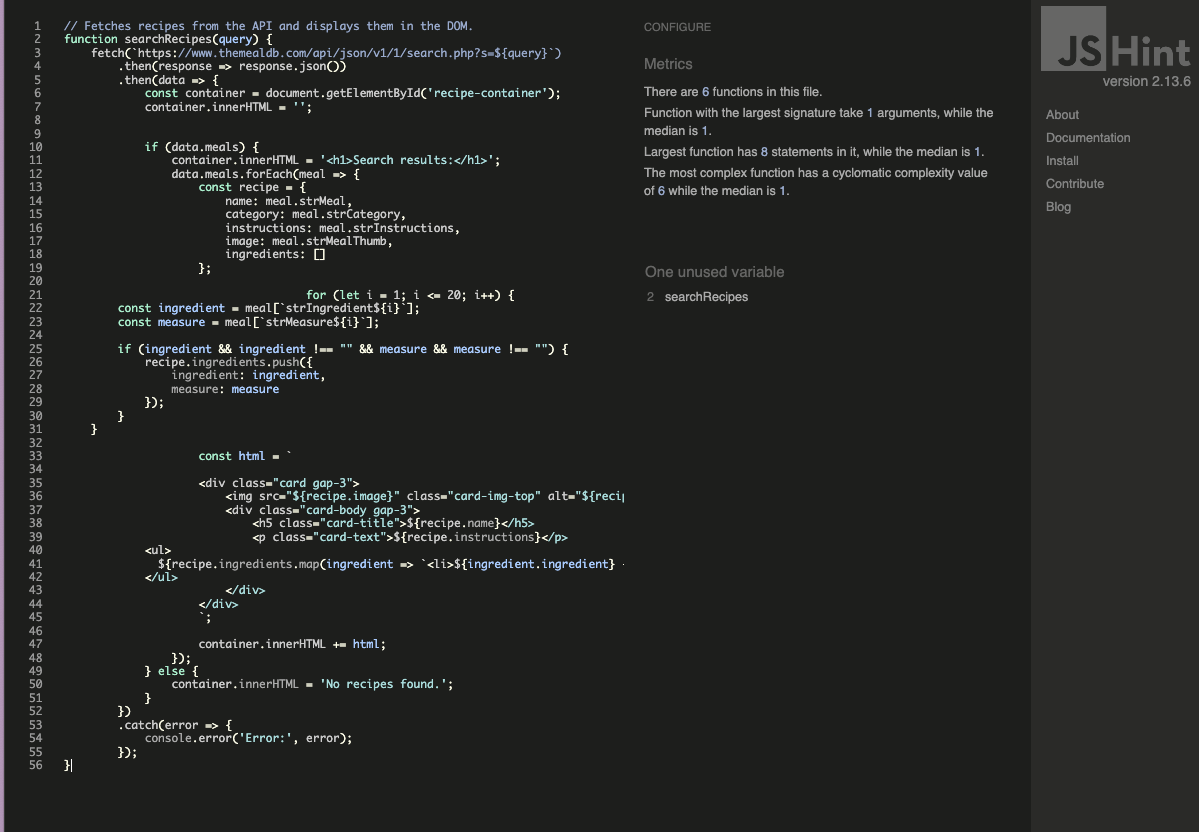 1 // Fetches recipes from the API and displays them in the DOM.
2 function searchRecipes(query) {
3     fetch(`https://www.themealdb.com/api/json/v1/1/search.php?s=${query}`)
4         .then(response => response.json())
5         .then(data => {
6             const container = document.getElementById('recipe-container');
7             container.innerHTML = '';
8
9
10             if (data.meals) {
11                 container.innerHTML = '<h1>Search results:</h1>';
12                 data.meals.forEach(meal => {
13                     const recipe = {
14                         name: meal.strMeal,
15                         category: meal.strCategory,
16                         instructions: meal.strInstructions,
17                         image: meal.strMealThumb,
18                         ingredients: []
19                     };
20
21                                     for (let i = 1; i <= 20; i++) {
22         const ingredient = meal[`strIngredient${i}`];
23         const measure = meal[`strMeasure${i}`];
24
25         if (ingredient && ingredient !== "" && measure && measure !== "") {
26             recipe.ingredients.push({
27                 ingredient: ingredient,
28                 measure: measure
29             });
30         }
31     }
32
33                     const html = `
34
35                     <div class="card gap-3">
36                         <img src="${recipe.image}" class="card-img-top" alt="${reci
37                         <div class="card-body gap-3">
38                             <h5 class="card-title">${recipe.name}</h5>
39                             <p class="card-text">${recipe.instructions}</p>
40             <ul>
41               ${recipe.ingredients.map(ingredient => `<li>${ingredient.ingredient}
42             </ul>
43                         </div>
44                     </div>
45                     `;
46
47                     container.innerHTML += html;
48                 });
49             } else {
50                 container.innerHTML = 'No recipes found.';
51             }
52         })
53         .catch(error => {
54             console.error('Error:', error);
55         });
56 }
CONFIGURE
Metrics
There are 6 functions in this file.
Function with the largest signature take 1 arguments, while the
median is 1.
Largest function has 8 statements in it, while the median is 1.
The most complex function has a cyclomatic complexity value
of 6 while the median is 1.
One unused variable
2 searchRecipes
JSHint
version 2.13.6
About
Documentation
Install
Contribute
Blog